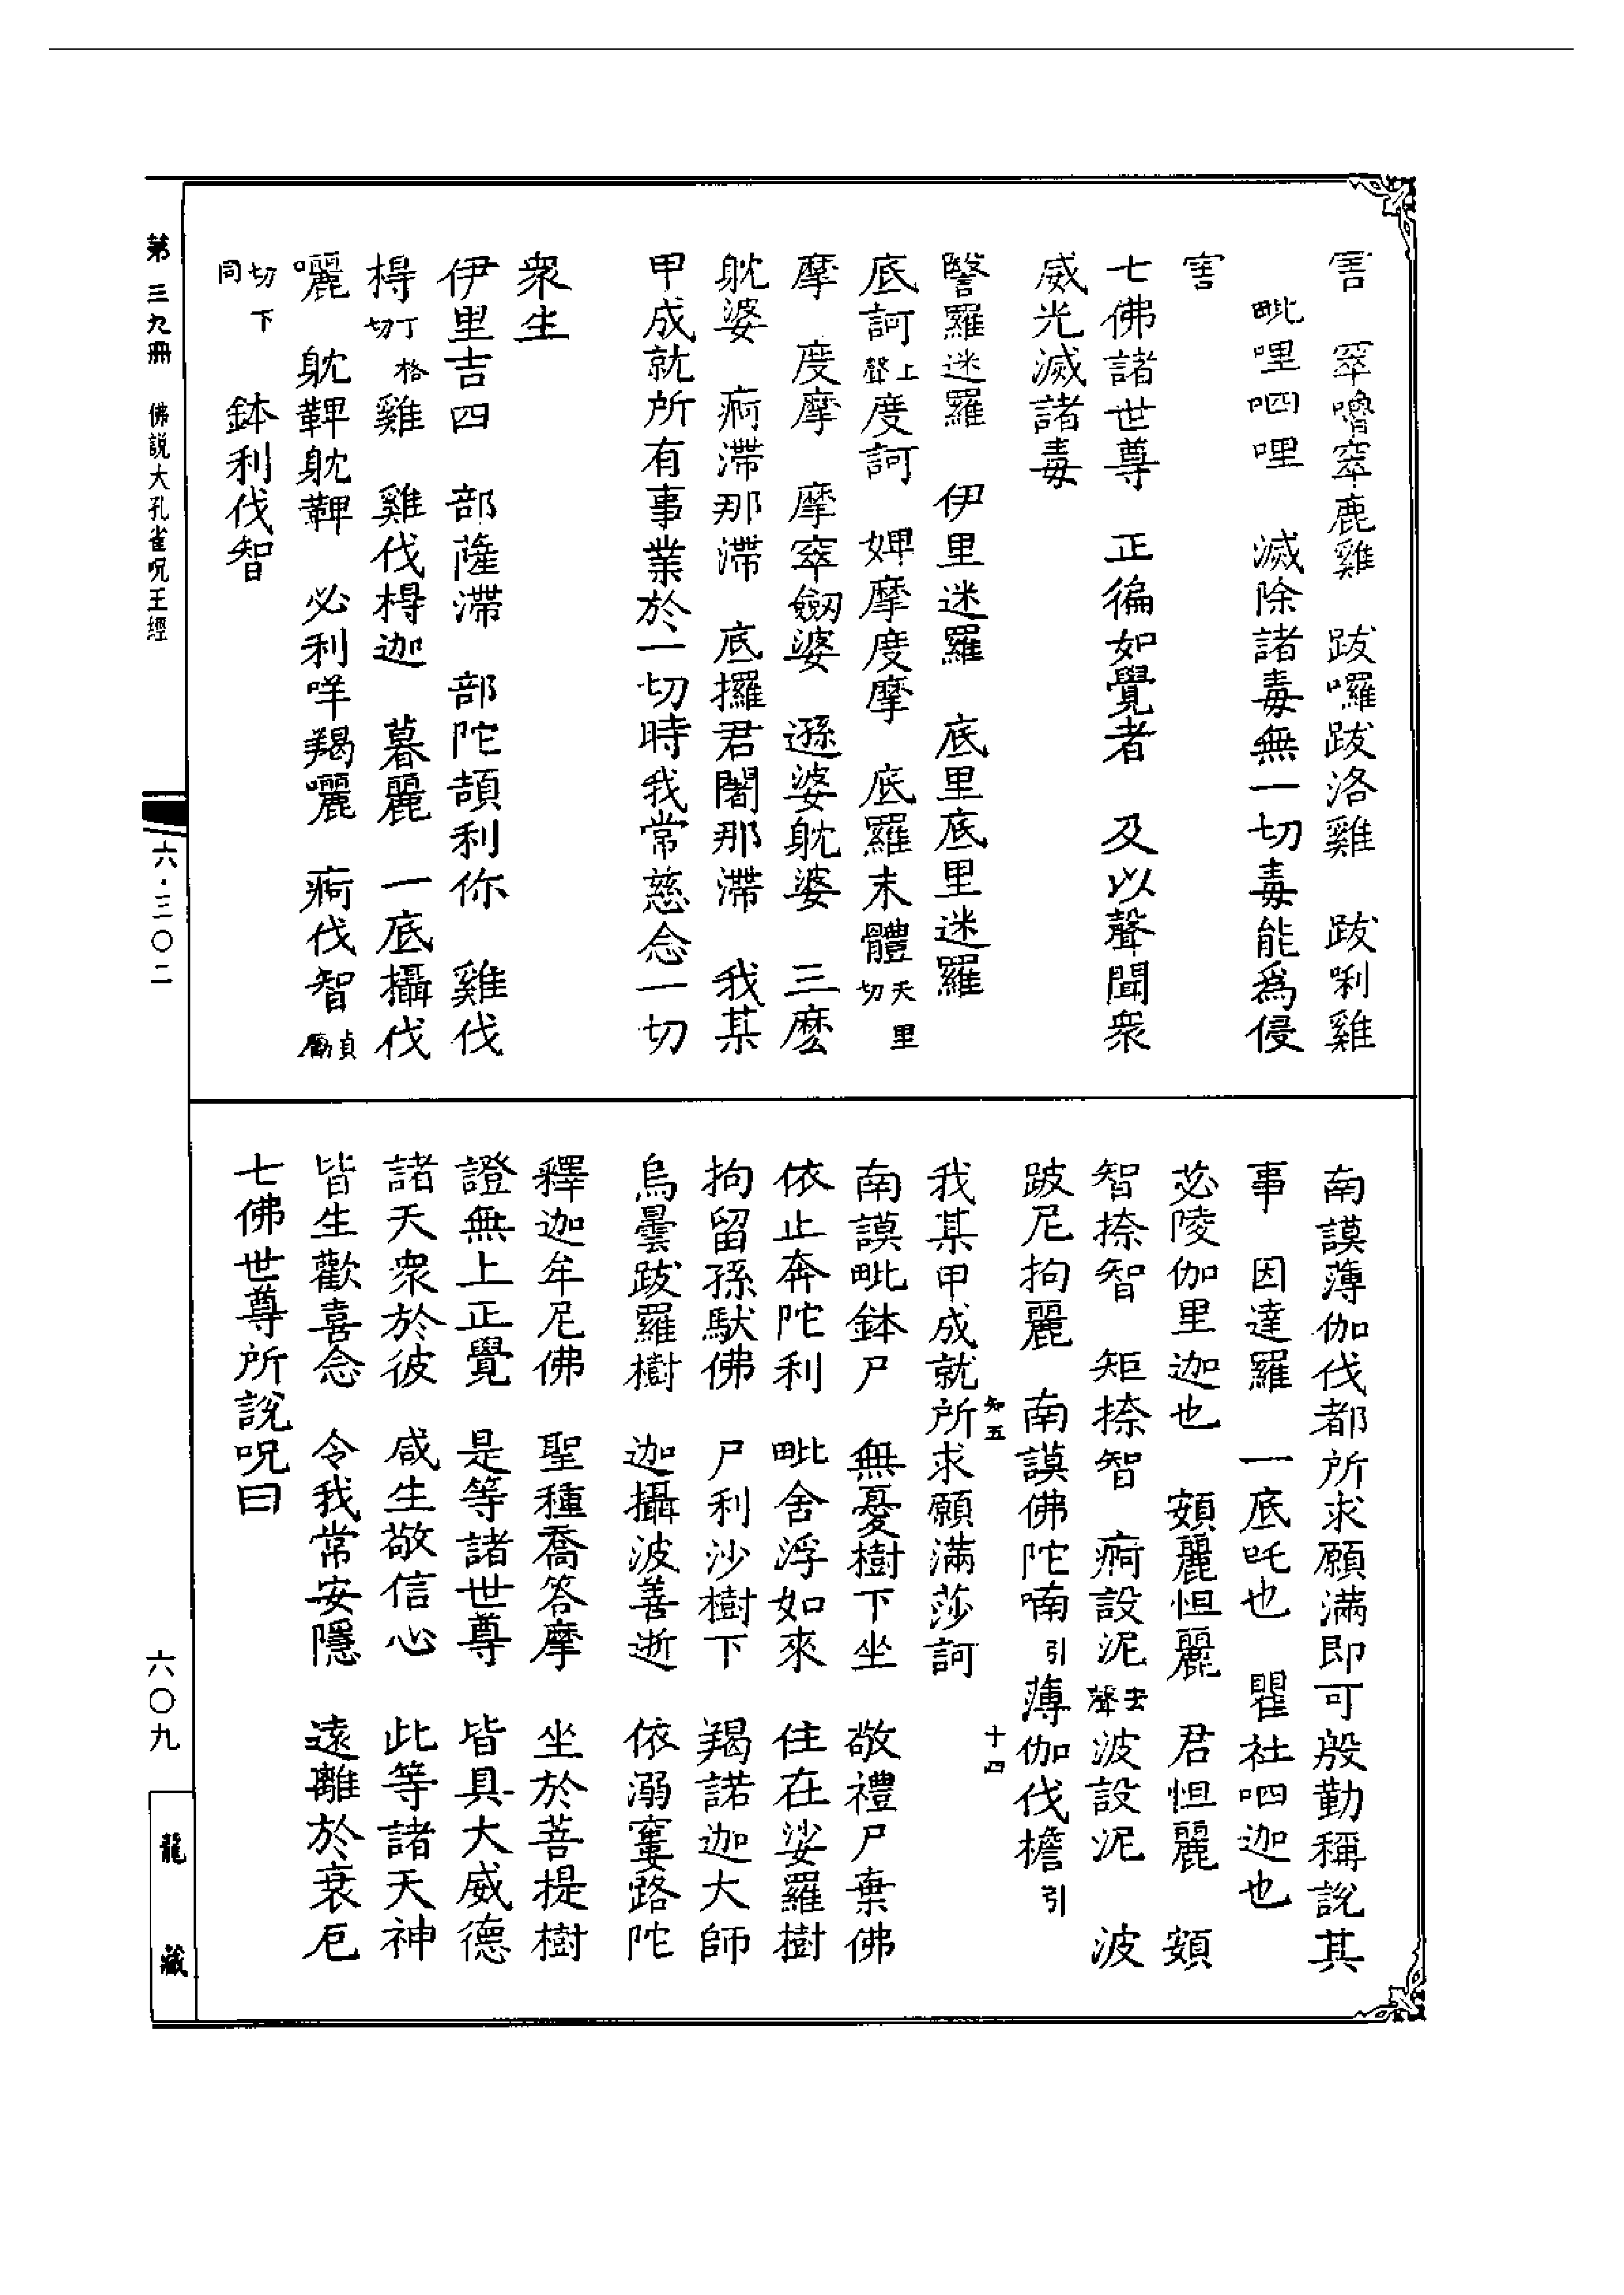 害　窣嚕窣鹿雞　跋囉跋洛雞　跋唎雞
毗哩呬哩　滅除諸毒無一切毒能爲侵
害
七佛諸世尊　正徧如覺者　及以聲聞衆
威光滅諸毒
瑿羅迷羅　伊里迷羅　底里底里迷羅
底訶上聲度訶　婢摩度摩　底羅末體天里切
摩　度摩　摩窣劒婆　遜婆躭婆　三麼
躭婆　㾖滯那滯　底攞君闍那滯　我某
甲成就所有事業於一切時我常慈念一切
衆生
伊里吉四　部薩滯　部陀頡利你　雞伐
㝵丁格切雞　雞伐㝵迦　暮麗　一底攝伐
囇　躭鞞躭鞞　必利咩羯囇　㾖伐智貞勵
切下同　鉢利伐智
南謨薄伽伐都所求願滿即可殷勤稱說其
事　因達羅　一底吒也　瞿社呬迦也
苾陵伽里迦也　頞麗怛麗　君怛麗　頞
智捺智　矩捺智　㾖設泥去聲波設泥　波
跛尼拘麗　南謨佛陀喃引薄伽伐檐引
我某甲成就所求願滿莎訶
知五
十四
南謨毗鉢尸　無憂樹下坐　敬禮尸棄佛
依止奔陀利　毗舍浮如來　住在娑羅樹
拘留孫馱佛　尸利沙樹下　羯諾迦大師
烏曇跋羅樹　迦攝波善逝　依溺窶路陀
釋迦牟尼佛　聖種喬答摩　坐於菩提樹
證無上正覺　是等諸世尊　皆具大威德
諸天衆於彼　咸生敬信心　此等諸天神
皆生歡喜念　令我常安隱　遠離於衰厄
七佛世尊所說呪曰
第三九冊　佛說大孔雀呪王經
六·三〇二
六〇九
龍藏